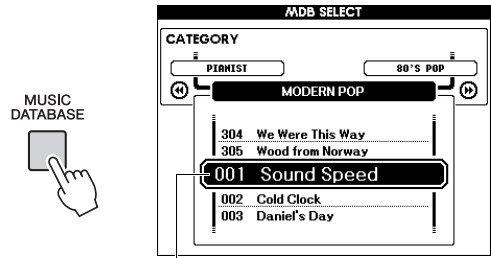 MDB SELECT
CATEGORY
PIANIST
80'S POP
MODERN POP
MUSIC
DATABASE
304 We Were This Way
305 Wood from Norway
001 Sound Speed
002 Cold Clock
003 Daniel's Day